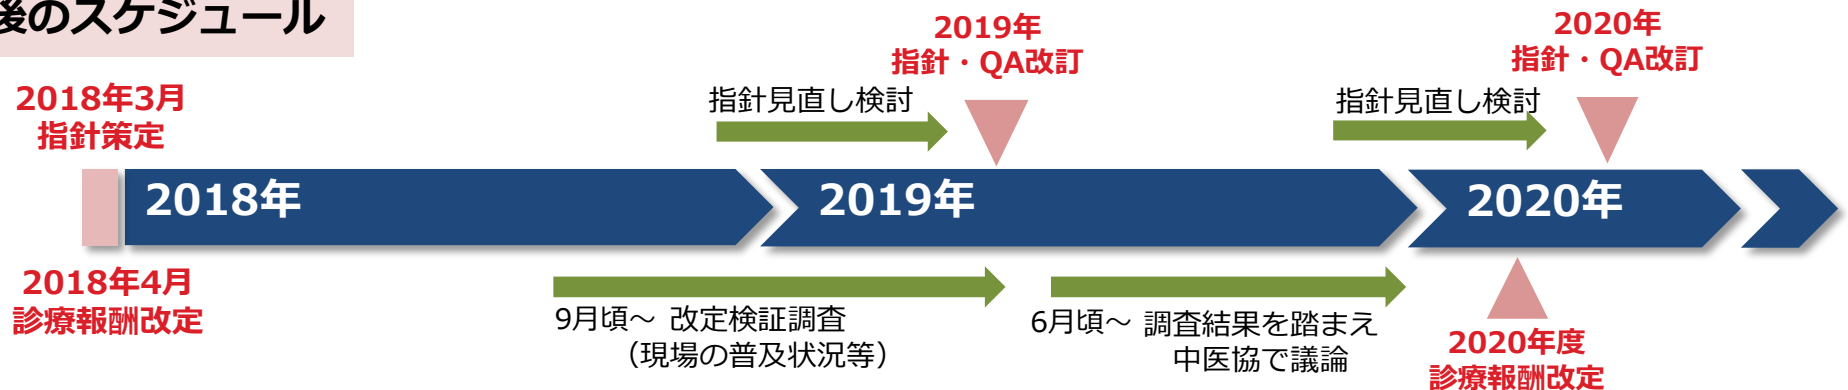 後のスケジュール
2018年3月
指針策定
指針見直し検討
2019年
指針・QA改訂
指針見直し検討
2020年
指針・QA改訂
2018年
2019年
2020年
2018年4月
診療報酬改定
9月頃～ 改定検証調査
（現場の普及状況等）
6月頃～ 調査結果を踏まえ
中医協で議論
2020年度
診療報酬改定